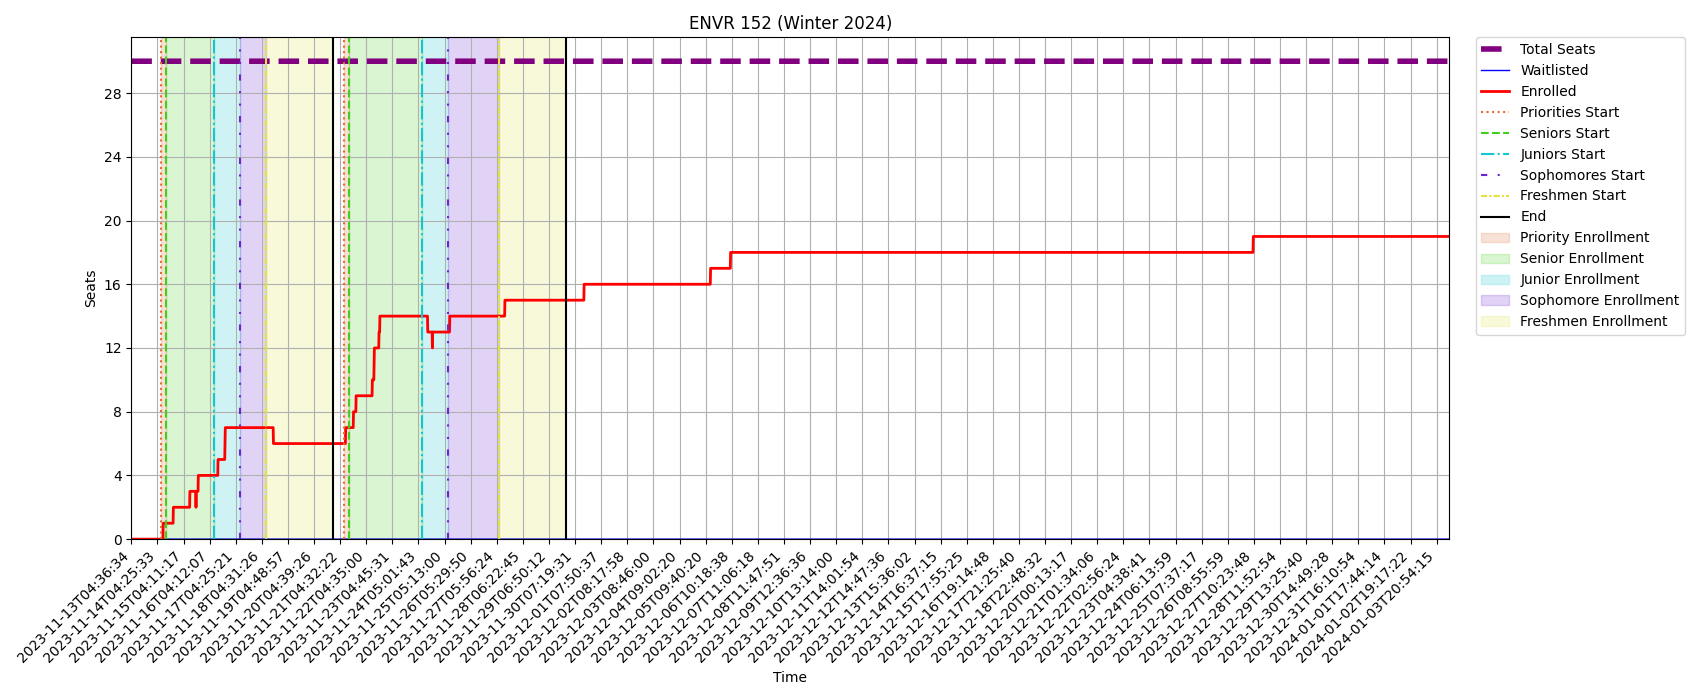 ENVR 152 (Winter 2024)
Seats
28
24
20
16
12
8
4
0
2023-11-13T04:36:34
2023-11-14T04:25:33
2023-11-15T04:11:17
2023-11-16T04:12:07
2023-11-17T04:25:21
2023-11-18T04:31:26
2023-11-19T04:48:57
2023-11-20T04:39:26
2023-11-21T04:32:22
2023-11-22T04:35:00
2023-11-23T04:45:31
2023-11-24T05:01:43
2023-11-25T05:13:00
2023-11-26T05:29:50
2023-11-27T05:56:24
2023-11-28T06:22:45
2023-11-29T06:50:12
2023-11-30T07:19:31
2023-12-01T07:50:37
2023-12-02T08:17:58
2023-12-03T08:46:00
2023-12-04T09:02:20
2023-12-05T09:40:20
2023-12-06T10:18:38
2023-12-07T11:06:18
2023-12-08T11:47:51
2023-12-09T12:36:36
2023-12-10T13:14:00
2023-12-11T14:01:54
2023-12-12T14:47:36
2023-12-13T15:36:02
2023-12-14T16:37:15
2023-12-15T17:55:25
2023-12-16T19:14:48
2023-12-17T21:25:40
2023-12-18T22:48:32
2023-12-20T00:13:17
2023-12-21T01:34:06
2023-12-22T02:56:24
2023-12-23T04:38:41
2023-12-24T06:13:59
2023-12-25T07:37:17
2023-12-26T08:55:59
2023-12-27T10:23:48
2023-12-28T11:52:54
2023-12-29T13:25:40
2023-12-30T14:49:28
2023-12-31T16:10:54
2024-01-01T17:44:14
2024-01-02T19:17:22
2024-01-03T20:54:15
Time
Total Seats
Waitlisted
Enrolled
Priorities Start
Seniors Start
Juniors Start
Sophomores Start
Freshmen Start
End
Priority Enrollment
Senior Enrollment
Junior Enrollment
Sophomore Enrollment
Freshmen Enrollment